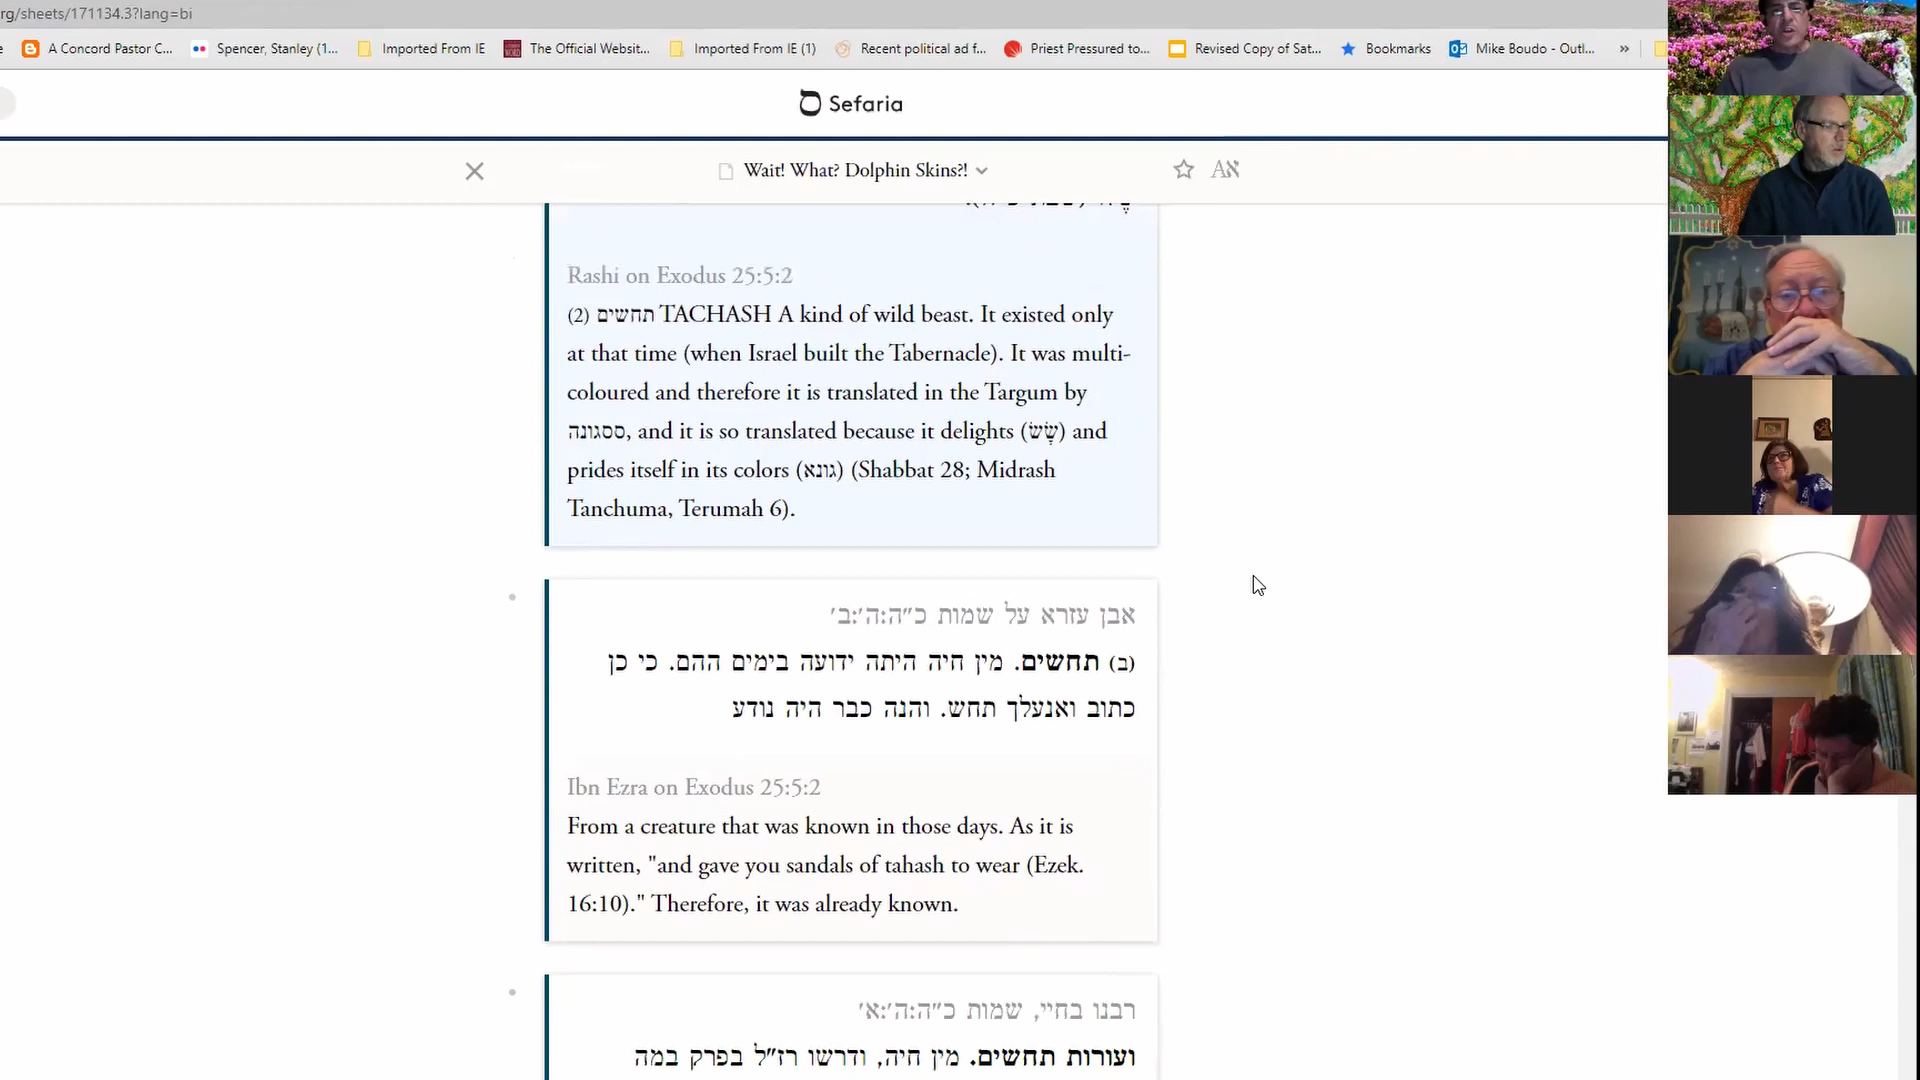 rg/sheets/171134.3?lang=bi
A Concord Pastor C... Spencer, Stanley (1... Imported From IE The Official Websit... Imported From IE (1) Recent political ad f... Priest Pressured to... Revised Copy of Sat... Bookmarks Mike Boudo - Outl... »
Sefaria
Wait! What? Dolphin Skins?!
Rashi on Exodus 25:5:2
(2) תחשים TACHASH A kind of wild beast. It existed only
at that time (when Israel built the Tabernacle). It was multi-
coloured and therefore it is translated in the Targum by
ססגונה, and it is so translated because it delights (שָׂשׂ) and
prides itself in its colors (גונא) (Shabbat 28; Midrash
Tanchuma, Terumah 6).
אבן עזרא על שמות כ״ה:ה׳:ב׳
(ב) תחשים. מין חיה היתה ידועה בימים ההם. כי כן
כתוב ואנעלך תחש. והנה כבר היה נודע
Ibn Ezra on Exodus 25:5:2
From a creature that was known in those days. As it is
written, "and gave you sandals of tahash to wear (Ezek.
16:10)." Therefore, it was already known.
רבנו בחיי, שמות כ״ה:ה׳:א׳
ועורות תחשים. מין חיה, ודרשו רז״ל בפרק במה